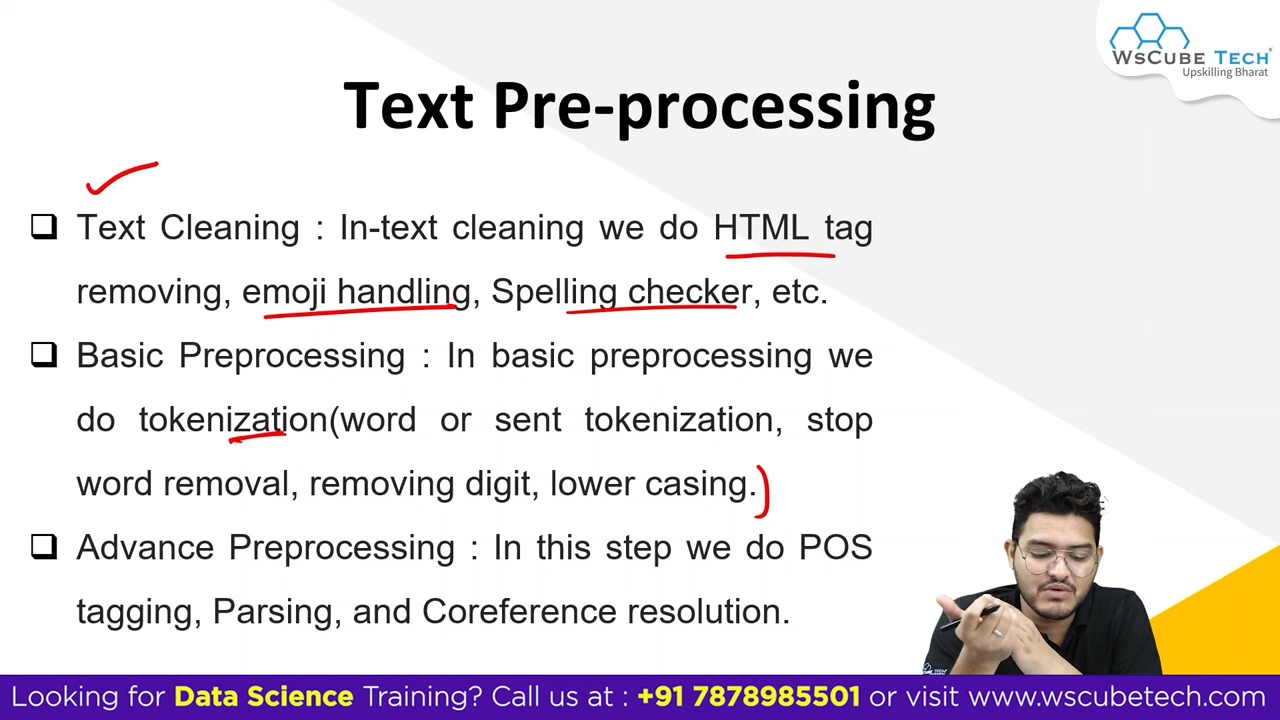 WsCube Tech
Upskilling Bharat
Text Pre-processing
Text Cleaning : In-text cleaning we do HTML tag
removing, emoji handling, Spelling checker, etc.
Basic Preprocessing : In basic preprocessing we
do tokenization(word or sent tokenization, stop
word removal, removing digit, lower casing.)
Advance Preprocessing : In this step we do POS
tagging, Parsing, and Coreference resolution.
Looking for Data Science Training? Call us at : +91 7878985501 or visit www.wscubetech.com